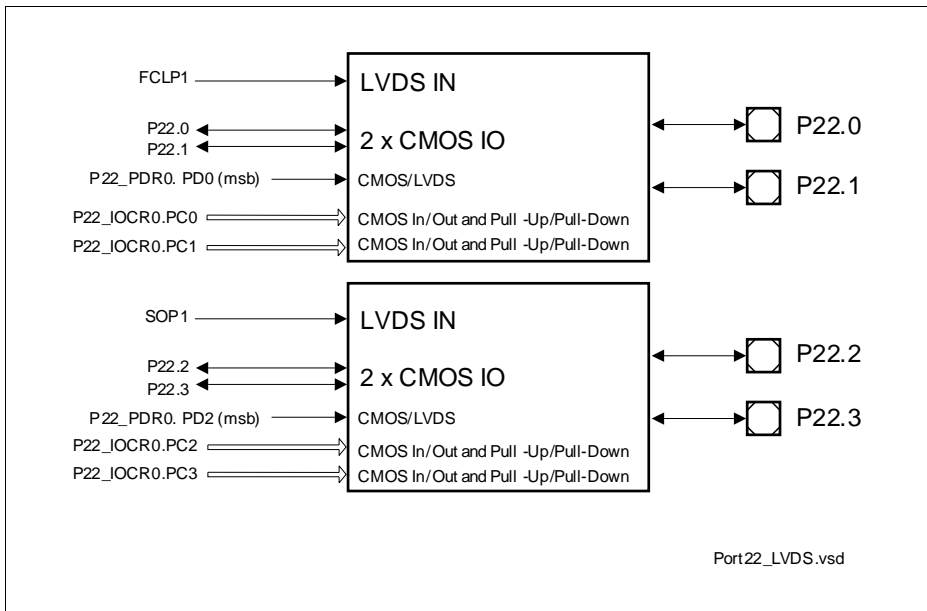 FCLP1
LVDS IN
P22.0
P22.1
2 x CMOS IO
P22_PDR0. PD0 (msb)
CMOS/LVDS
P22_IOCR0.PC0
CMOS In/Out and Pull -Up/Pull-Down
P22_IOCR0.PC1
CMOS In/Out and Pull -Up/Pull-Down
P22.0
P22.1
SOP1
LVDS IN
P22.2
P22.3
2 x CMOS IO
P22_PDR0. PD2 (msb)
CMOS/LVDS
P22_IOCR0.PC2
CMOS In/Out and Pull -Up/Pull-Down
P22_IOCR0.PC3
CMOS In/Out and Pull -Up/Pull-Down
P22.2
P22.3
Port22_LVDS.vsd